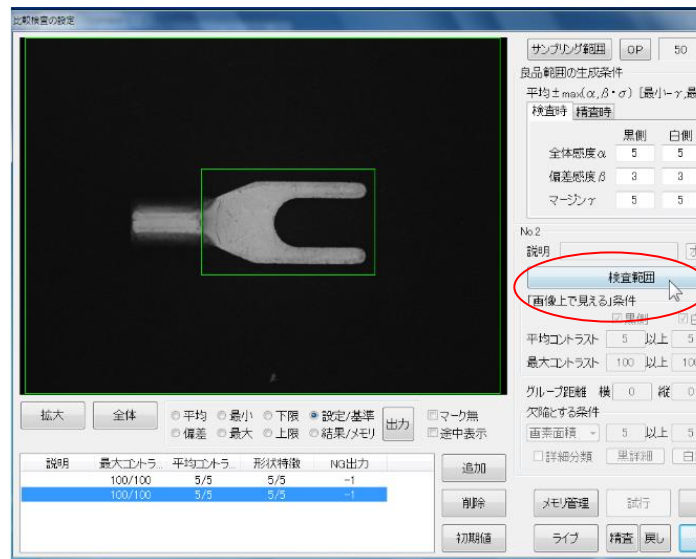 比較検査の設定
サンプリング範囲 OP 50
良品範囲の生成条件
平均±max(α,β・σ) [最小-γ,最
検査時 精査時
黒側 白側
全体感度α 5 5
偏差感度β 3 3
マージンγ 5 5
No.2
説明
検査範囲
「画像上で見える」条件
黒側 白
平均コントラスト 5 以上 5
最大コントラスト 100 以上 100
グループ距離 横 0 縦 0
欠陥とする条件
画素面積 5 以上 5
詳細分類 黒詳細 白
拡大 全体 平均 最小 下限 設定/基準 出力 マーク無
偏差 最大 上限 結果/メモリ 途中表示
説明 最大コントラ... 平均コントラ... 形状特徴 NG出力
100/100 5/5 5/5 -1
100/100 5/5 5/5 -1
追加
削除
初期値
メモリ管理 試行
ライブ 精査 戻し